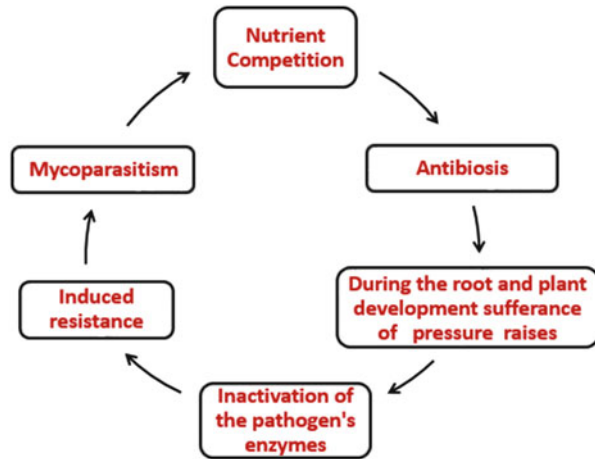 Nutrient
Competition
Antibiosis
During the root and plant
development sufferance
of pressure raises
Inactivation of
the pathogen's
enzymes
Induced
resistance
Mycoparasitism